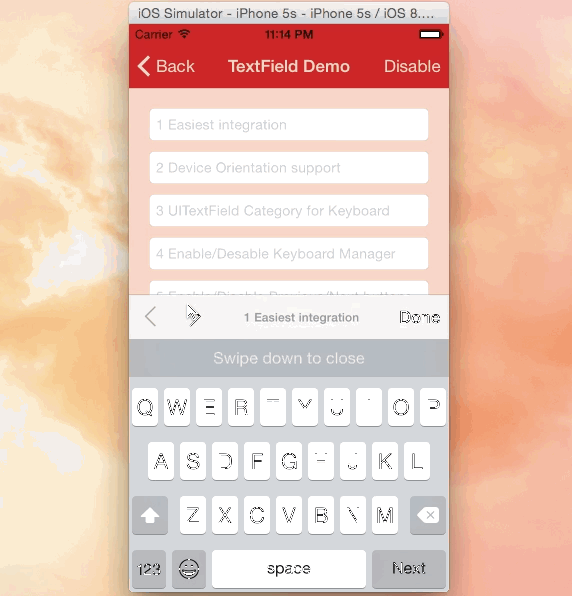 iOS Simulator - iPhone 5s - iPhone 5s / iOS 8....
Carrier 11:14 PM
Back TextField Demo Disable
1 Easiest integration
2 Device Orientation support
3 UITextField Category for Keyboard
4 Enable/Desable Keyboard Manager
1 Easiest integration Done
Swipe down to close
Q W E R T Y U I O P
A S D F G H J K L
Z X C V B N M
123 space Next